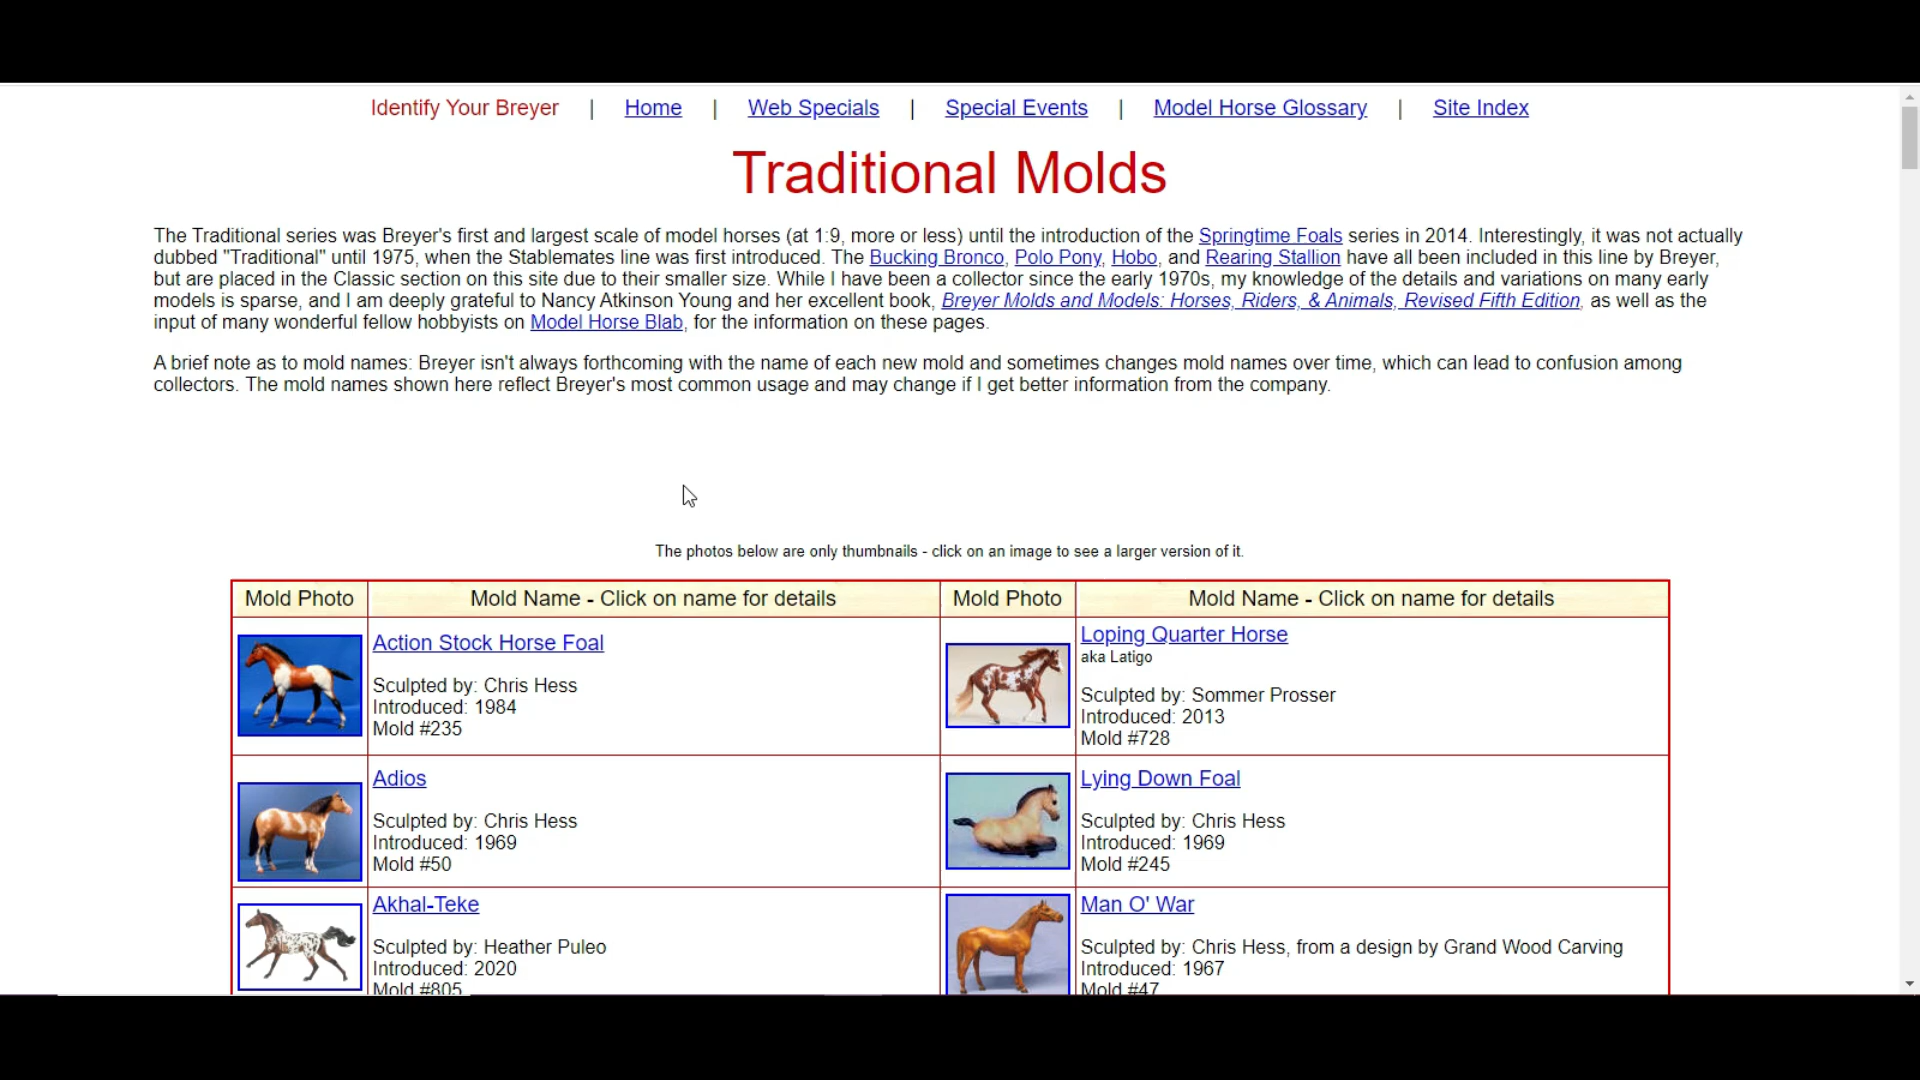 Identify Your Breyer | Home | Web Specials | Special Events | Model Horse Glossary | Site Index
Traditional Molds
The Traditional series was Breyer's first and largest scale of model horses (at 1:9, more or less) until the introduction of the Springtime Foals series in 2014. Interestingly, it was not actually
dubbed "Traditional" until 1975, when the Stablemates line was first introduced. The Bucking Bronco, Polo Pony, Hobo, and Rearing Stallion have all been included in this line by Breyer,
but are placed in the Classic section on this site due to their smaller size. While I have been a collector since the early 1970s, my knowledge of the details and variations on many early
models is sparse, and I am deeply grateful to Nancy Atkinson Young and her excellent book, Breyer Molds and Models: Horses, Riders, & Animals, Revised Fifth Edition, as well as the
input of many wonderful fellow hobbyists on Model Horse Blab, for the information on these pages.
A brief note as to mold names: Breyer isn't always forthcoming with the name of each new mold and sometimes changes mold names over time, which can lead to confusion among
collectors. The mold names shown here reflect Breyer's most common usage and may change if I get better information from the company.
The photos below are only thumbnails - click on an image to see a larger version of it.
Mold Photo Mold Name - Click on name for details Mold Photo Mold Name - Click on name for details
Action Stock Horse Foal
Sculpted by: Chris Hess
Introduced: 1984
Mold #235
Loping Quarter Horse
aka Latigo
Sculpted by: Sommer Prosser
Introduced: 2013
Mold #728
Adios
Sculpted by: Chris Hess
Introduced: 1969
Mold #50
Lying Down Foal
Sculpted by: Chris Hess
Introduced: 1969
Mold #245
Akhal-Teke
Sculpted by: Heather Puleo
Introduced: 2020
Mold #805
Man O' War
Sculpted by: Chris Hess, from a design by Grand Wood Carving
Introduced: 1967
Mold #47